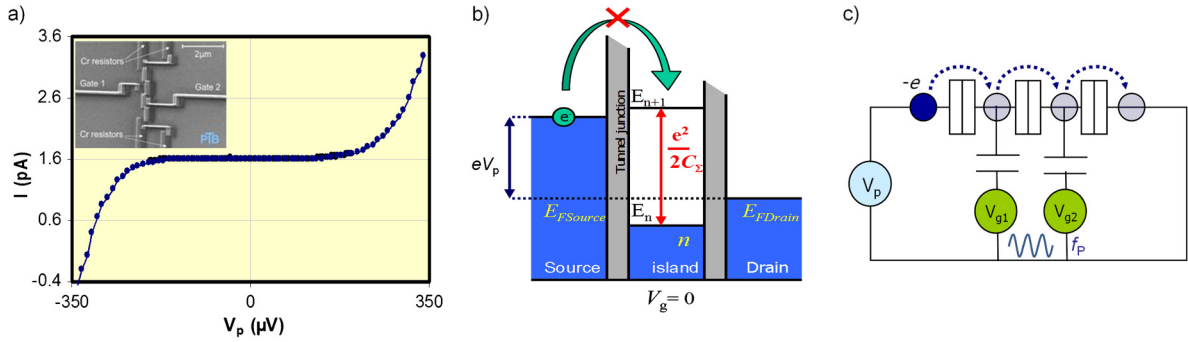 a)
3.6
2.6
1.6
0.6
-0.4
I (pA)
-350
0
350
Vp (µV)
Cr resistors
2µm
Gate 1
Gate 2
Cr resistors
PTB
b)
e-
En+1
Tunnel junction
e²/2CΣ
eVp
EFSource
En
EFDrain
n
Source
island
Drain
Vg = 0
c)
-e
Vp
Vg1
Vg2
fP